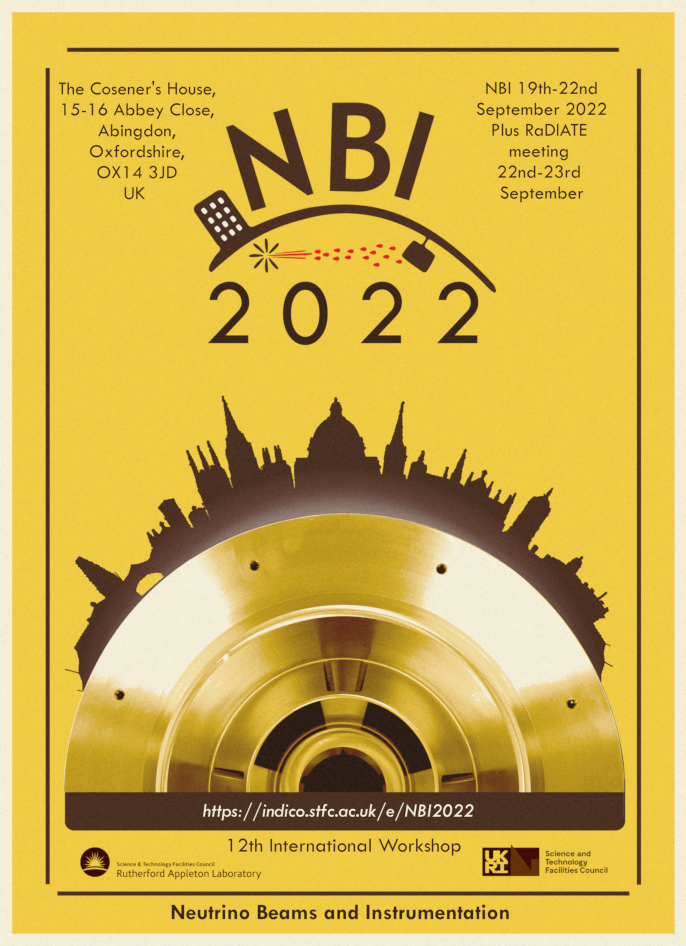 The Cosener's House,
15-16 Abbey Close,
Abingdon,
Oxfordshire,
OX14 3JD
UK
NBI 19th-22nd
September 2022
Plus RaDIATE
meeting
22nd-23rd
September
NBI
2022
https://indico.stfc.ac.uk/e/NBI2022
12th International Workshop
Science & Technology Facilities Council
Rutherford Appleton Laboratory
UK
RI
Science and
Technology
Facilities Council
Neutrino Beams and Instrumentation